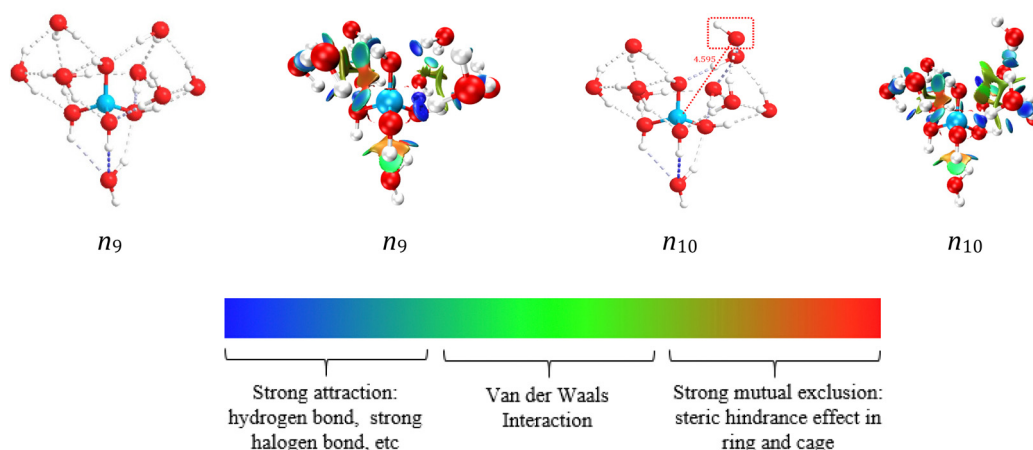 4.595
n₉
n₉
n₁₀
n₁₀
Strong attraction:
hydrogen bond, strong
halogen bond, etc
Van der Waals
Interaction
Strong mutual exclusion:
steric hindrance effect in
ring and cage